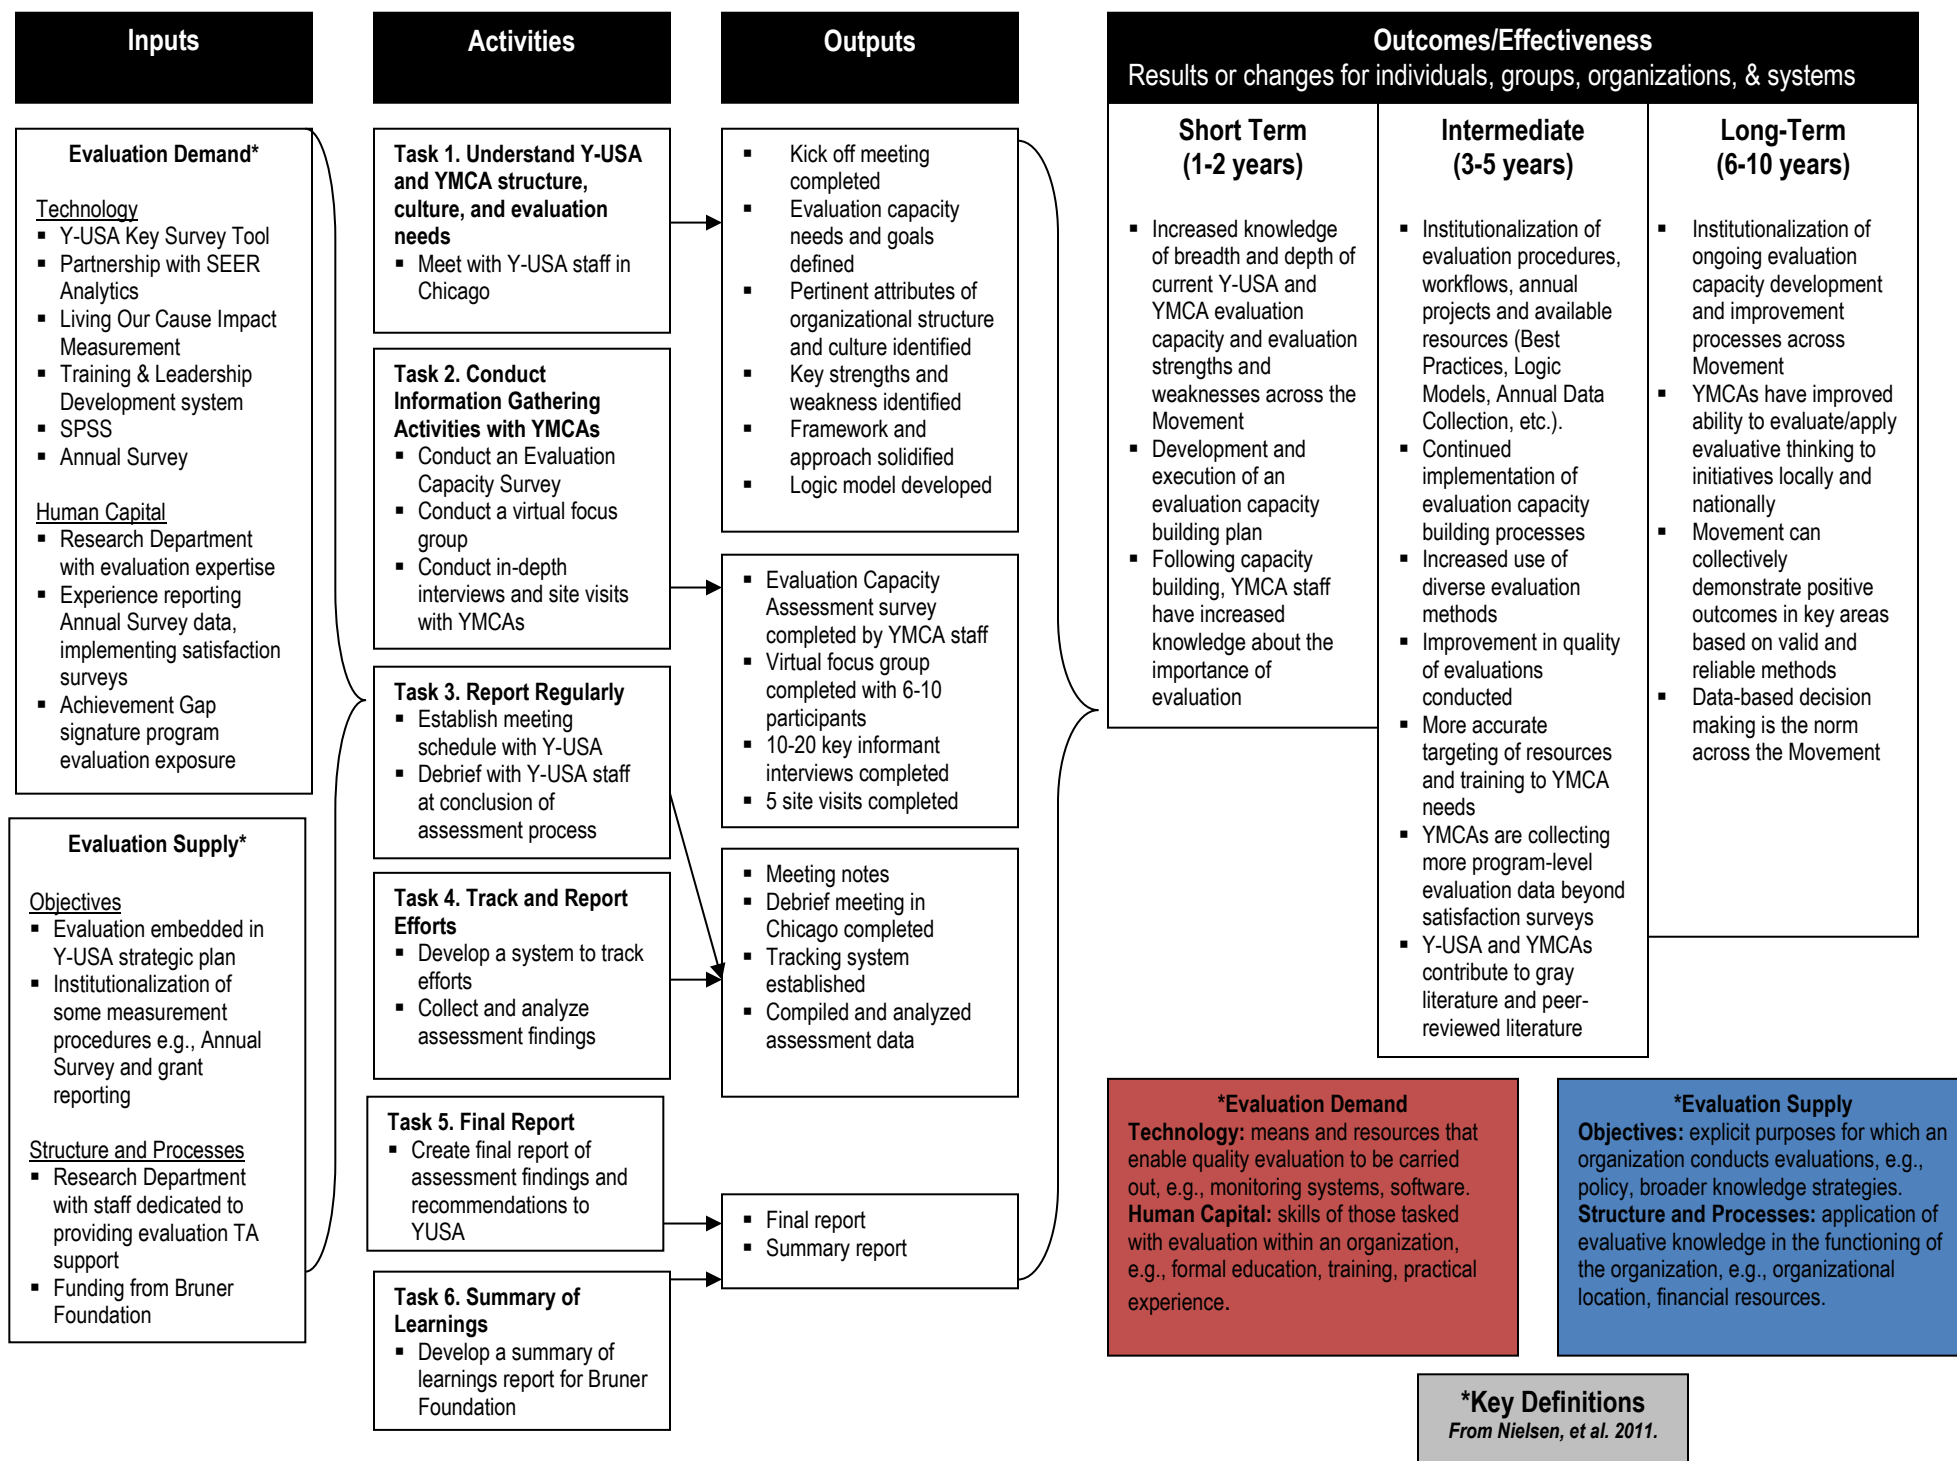 Inputs
Evaluation Demand*
Technology
▪ Y-USA Key Survey Tool
▪ Partnership with SEER
Analytics
▪ Living Our Cause Impact
Measurement
▪ Training & Leadership
Development system
▪ SPSS
▪ Annual Survey
Human Capital
▪ Research Department
with evaluation expertise
▪ Experience reporting
Annual Survey data,
implementing satisfaction
surveys
▪ Achievement Gap
signature program
evaluation exposure
Evaluation Supply*
Objectives
▪ Evaluation embedded in
Y-USA strategic plan
▪ Institutionalization of
some measurement
procedures e.g., Annual
Survey and grant
reporting
Structure and Processes
▪ Research Department
with staff dedicated to
providing evaluation TA
support
▪ Funding from Bruner
Foundation
Activities
Task 1. Understand Y-USA
and YMCA structure,
culture, and evaluation
needs
▪ Meet with Y-USA staff in
Chicago
Task 2. Conduct
Information Gathering
Activities with YMCAs
▪ Conduct an Evaluation
Capacity Survey
▪ Conduct a virtual focus
group
▪ Conduct in-depth
interviews and site visits
with YMCAs
Task 3. Report Regularly
▪ Establish meeting
schedule with Y-USA
▪ Debrief with Y-USA staff
at conclusion of
assessment process
Task 4. Track and Report
Efforts
▪ Develop a system to track
efforts
▪ Collect and analyze
assessment findings
Task 5. Final Report
▪ Create final report of
assessment findings and
recommendations to
YUSA
Task 6. Summary of
Learnings
▪ Develop a summary of
learnings report for Bruner
Foundation
Outputs
▪ Kick off meeting
completed
▪ Evaluation capacity
needs and goals
defined
▪ Pertinent attributes of
organizational structure
and culture identified
▪ Key strengths and
weakness identified
▪ Framework and
approach solidified
▪ Logic model developed
▪ Evaluation Capacity
Assessment survey
completed by YMCA staff
▪ Virtual focus group
completed with 6-10
participants
▪ 10-20 key informant
interviews completed
▪ 5 site visits completed
▪ Meeting notes
▪ Debrief meeting in
Chicago completed
▪ Tracking system
established
▪ Compiled and analyzed
assessment data
▪ Final report
▪ Summary report
Outcomes/Effectiveness
Results or changes for individuals, groups, organizations, & systems
Short Term
(1-2 years)
▪ Increased knowledge
of breadth and depth of
current Y-USA and
YMCA evaluation
capacity and evaluation
strengths and
weaknesses across the
Movement
▪ Development and
execution of an
evaluation capacity
building plan
▪ Following capacity
building, YMCA staff
have increased
knowledge about the
importance of
evaluation
Intermediate
(3-5 years)
▪ Institutionalization of
evaluation procedures,
workflows, annual
projects and available
resources (Best
Practices, Logic
Models, Annual Data
Collection, etc.).
▪ Continued
implementation of
evaluation capacity
building processes
▪ Increased use of
diverse evaluation
methods
▪ Improvement in quality
of evaluations
conducted
▪ More accurate
targeting of resources
and training to YMCA
needs
▪ YMCAs are collecting
more program-level
evaluation data beyond
satisfaction surveys
▪ Y-USA and YMCAs
contribute to gray
literature and peer-
reviewed literature
Long-Term
(6-10 years)
▪ Institutionalization of
ongoing evaluation
capacity development
and improvement
processes across
Movement
▪ YMCAs have improved
ability to evaluate/apply
evaluative thinking to
initiatives locally and
nationally
▪ Movement can
collectively
demonstrate positive
outcomes in key areas
based on valid and
reliable methods
▪ Data-based decision
making is the norm
across the Movement
*Evaluation Demand
Technology: means and resources that
enable quality evaluation to be carried
out, e.g., monitoring systems, software.
Human Capital: skills of those tasked
with evaluation within an organization,
e.g., formal education, training, practical
experience.
*Evaluation Supply
Objectives: explicit purposes for which an
organization conducts evaluations, e.g.,
policy, broader knowledge strategies.
Structure and Processes: application of
evaluative knowledge in the functioning of
the organization, e.g., organizational
location, financial resources.
*Key Definitions
From Nielsen, et al. 2011.